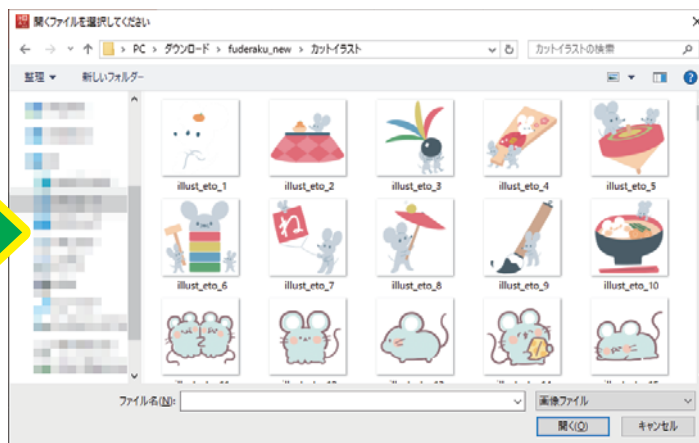 開くファイルを選択してください
PC > ダウンロード > fuderaku_new > カットイラスト
カットイラストの検索
整理 新しいフォルダー
illust_eto_1 illust_eto_2 illust_eto_3 illust_eto_4 illust_eto_5
ね
illust_eto_6 illust_eto_7 illust_eto_8 illust_eto_9 illust_eto_10
ファイル名(N): 画像ファイル
開く(O) キャンセル